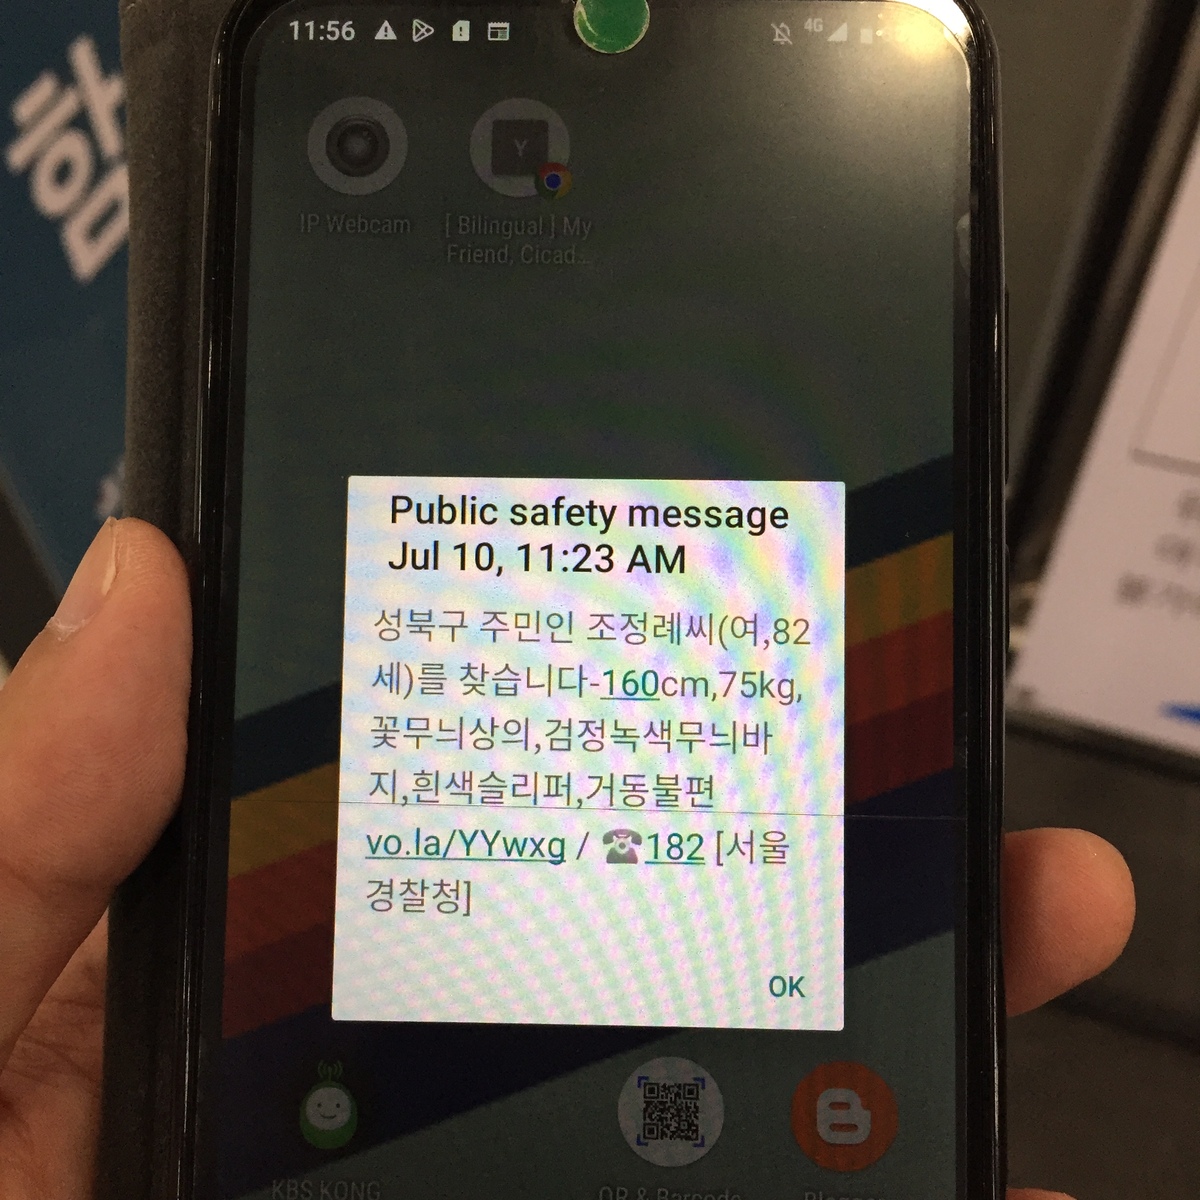 11:56
4G
Y
IP Webcam
[ Bilingual ] My
Friend, Cicad...
Public safety message
Jul 10, 11:23 AM
성북구 주민인 조정례씨(여,82
세)를 찾습니다-160cm,75kg,
꽃무늬상의,검정녹색무늬바
지,흰색슬리퍼,거동불편
vo.la/YYwxg / ☎182 [서울
경찰청]
OK
KBS KONG
QR & Barcode